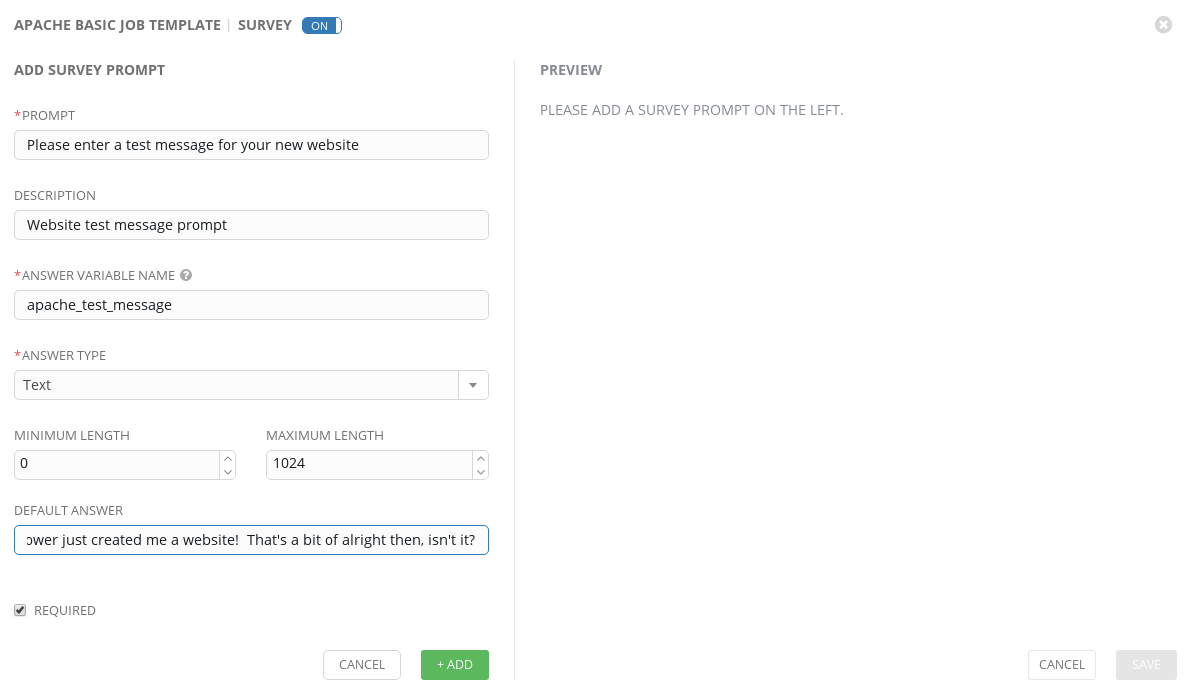 APACHE BASIC JOB TEMPLATE | SURVEY ON
ADD SURVEY PROMPT
*PROMPT
Please enter a test message for your new website
DESCRIPTION
Website test message prompt
*ANSWER VARIABLE NAME ?
apache_test_message
*ANSWER TYPE
Text
MINIMUM LENGTH MAXIMUM LENGTH
0 1024
DEFAULT ANSWER
just created me a website!  That's a bit of alright then, isn't it?
REQUIRED
CANCEL + ADD
PREVIEW
PLEASE ADD A SURVEY PROMPT ON THE LEFT.
CANCEL SAVE